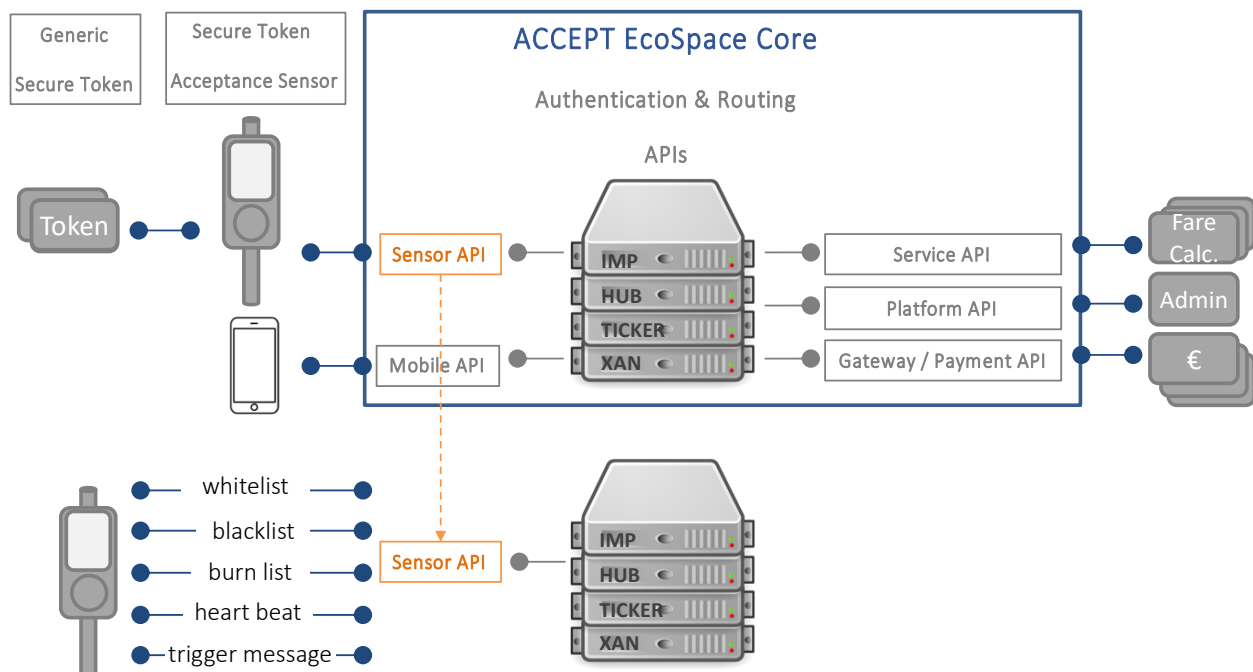 Generic
Secure Token
Secure Token
Acceptance Sensor
ACCEPT EcoSpace Core
Authentication & Routing
APIs
Token
Sensor API
Mobile API
IMP
HUB
TICKER
XAN
Service API
Platform API
Gateway / Payment API
Fare
Calc.
Admin
€
whitelist
blacklist
burn list
heart beat
trigger message
Sensor API
IMP
HUB
TICKER
XAN